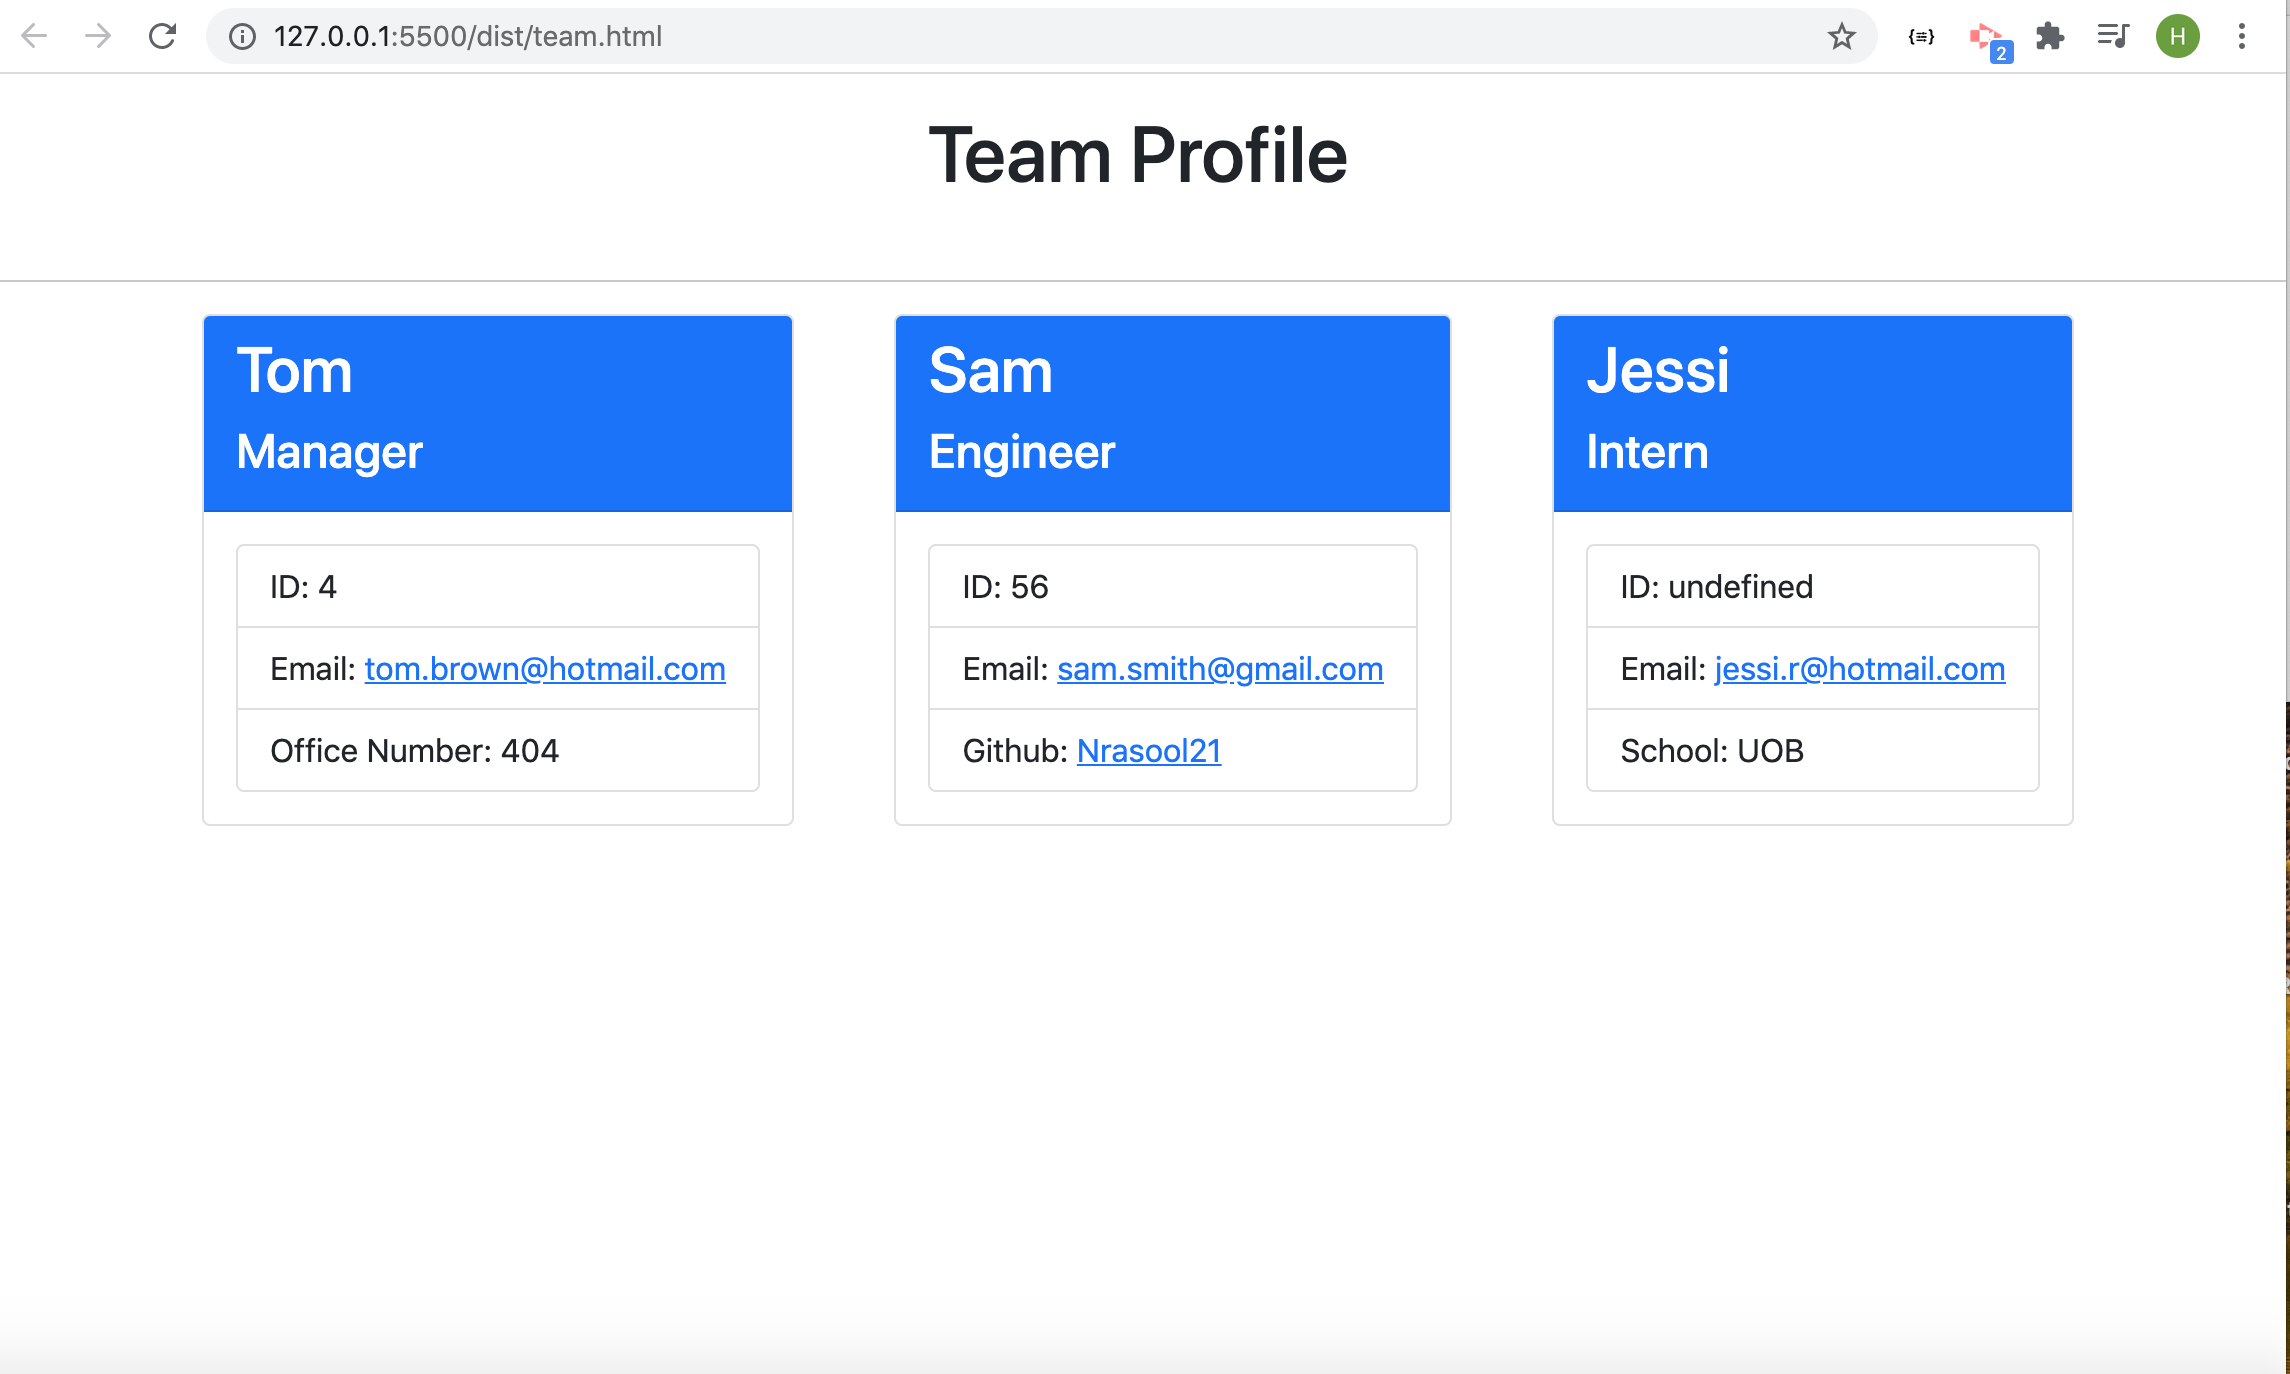 127.0.0.1:5500/dist/team.html
2
H
Team Profile
Tom
Manager
ID: 4
Email: tom.brown@hotmail.com
Office Number: 404
Sam
Engineer
ID: 56
Email: sam.smith@gmail.com
Github: Nrasool21
Jessi
Intern
ID: undefined
Email: jessi.r@hotmail.com
School: UOB